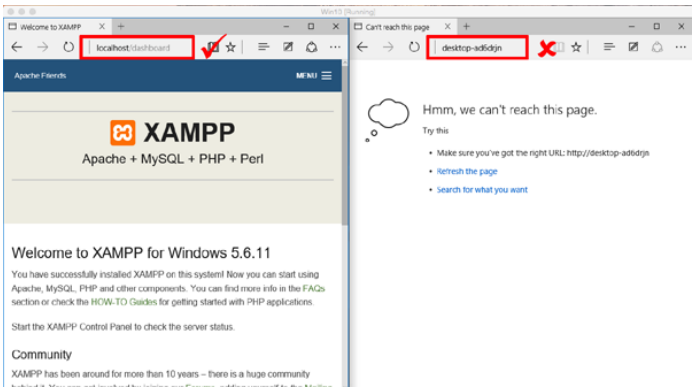 Win10 [Running]
Welcome to XAMPP
localhost/dashboard
Apache Friends
MENU
XAMPP
Apache + MySQL + PHP + Perl
Welcome to XAMPP for Windows 5.6.11
You have successfully installed XAMPP on this system! Now you can start using
Apache, MySQL, PHP and other components. You can find more info in the FAQs
section or check the HOW-TO Guides for getting started with PHP applications.
Start the XAMPP Control Panel to check the server status.
Community
XAMPP has been around for more than 10 years – there is a huge community
Can't reach this page
desktop-ad6drjn
Hmm, we can't reach this page.
Try this
• Make sure you've got the right URL: http://desktop-ad6drjn
• Refresh the page
• Search for what you want